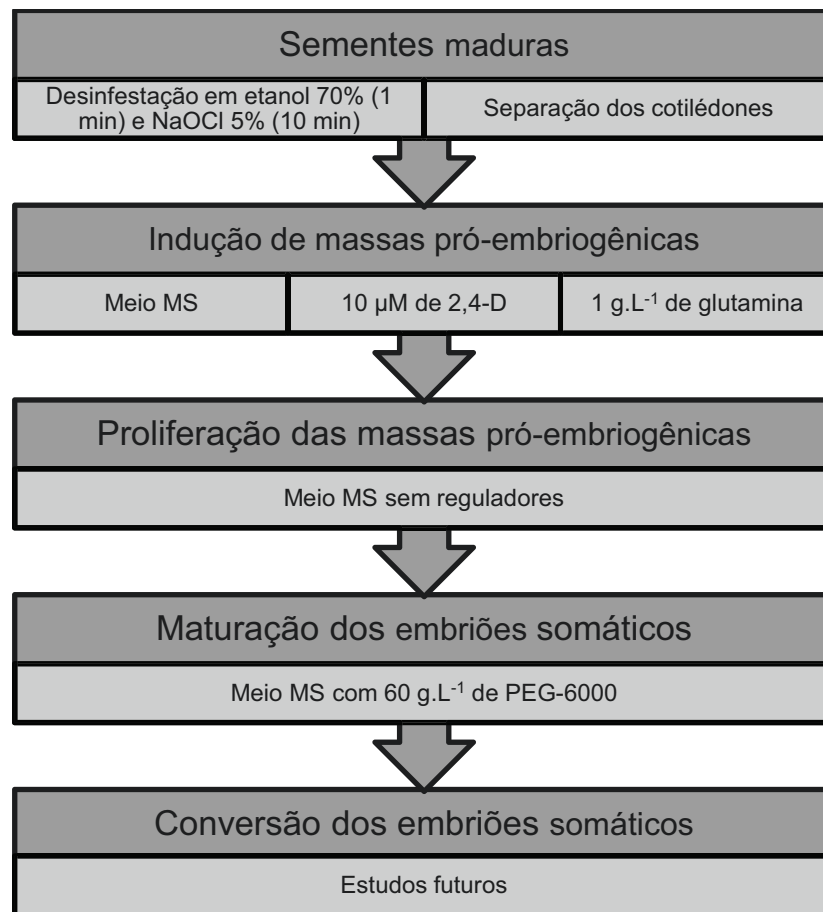 Sementes maduras
Desinfestação em etanol 70% (1
min) e NaOCl 5% (10 min)
Separação dos cotilédones
Indução de massas pró-embriogênicas
Meio MS
10 µM de 2,4-D
1 g.L⁻¹ de glutamina
Proliferação das massas pró-embriogênicas
Meio MS sem reguladores
Maturação dos embriões somáticos
Meio MS com 60 g.L⁻¹ de PEG-6000
Conversão dos embriões somáticos
Estudos futuros